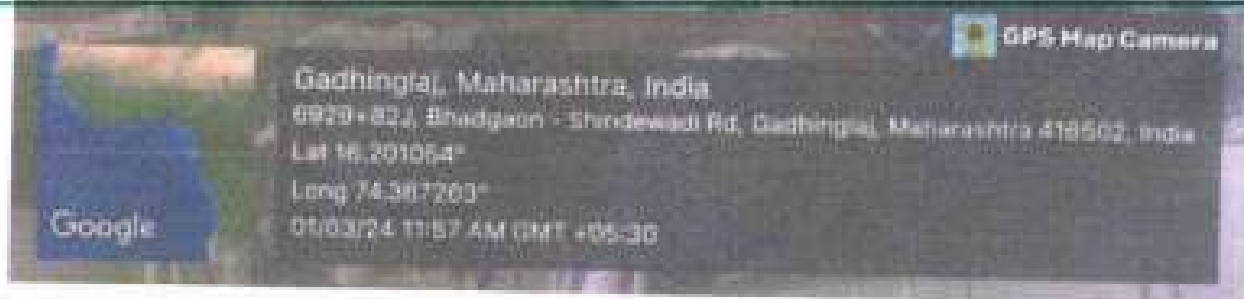 GPS Map Camera
Gadhinglaj, Maharashtra, India
6929+82J, Bhadgaon - Shindewadi Rd, Gadhinglaj, Maharashtra 416502, India
Lat 16.201054°
Long 74.367263°
01/03/24 11:57 AM GMT +05:30
Google